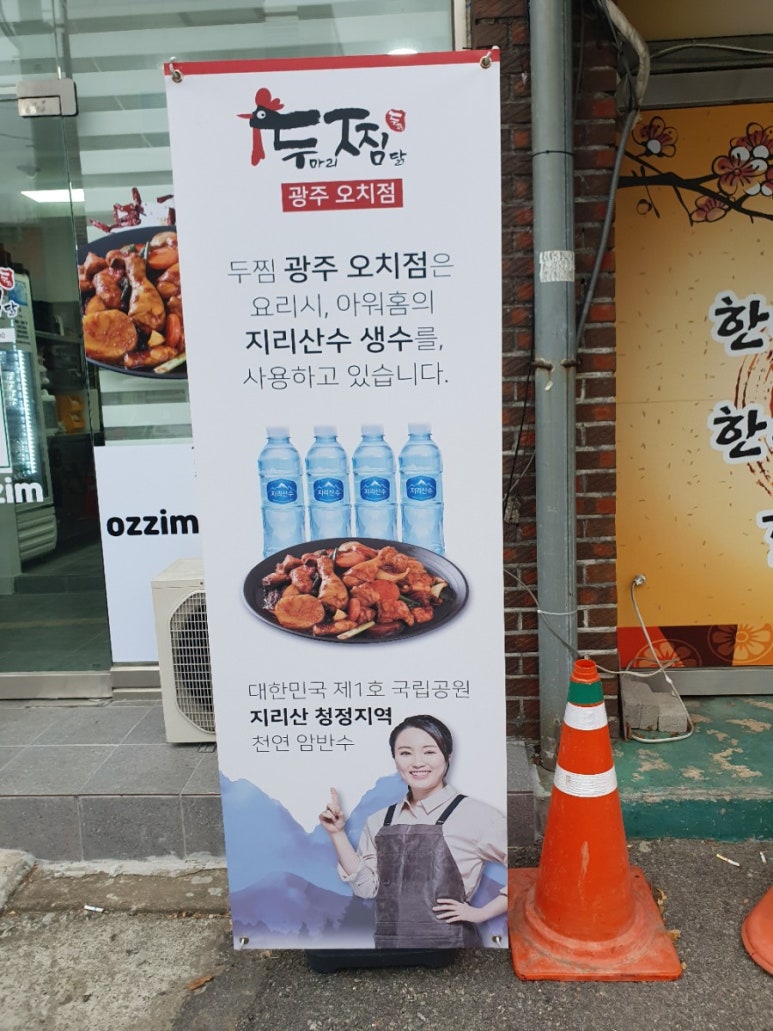 두마리찜닭
두찜
광주 오치점
두찜 광주 오치점은
요리시, 아워홈의
지리산수 생수를,
사용하고 있습니다.
지리산수 지리산수 지리산수 지리산수
대한민국 제1호 국립공원
지리산 청정지역
천연 암반수
ozzim
zim
한
한